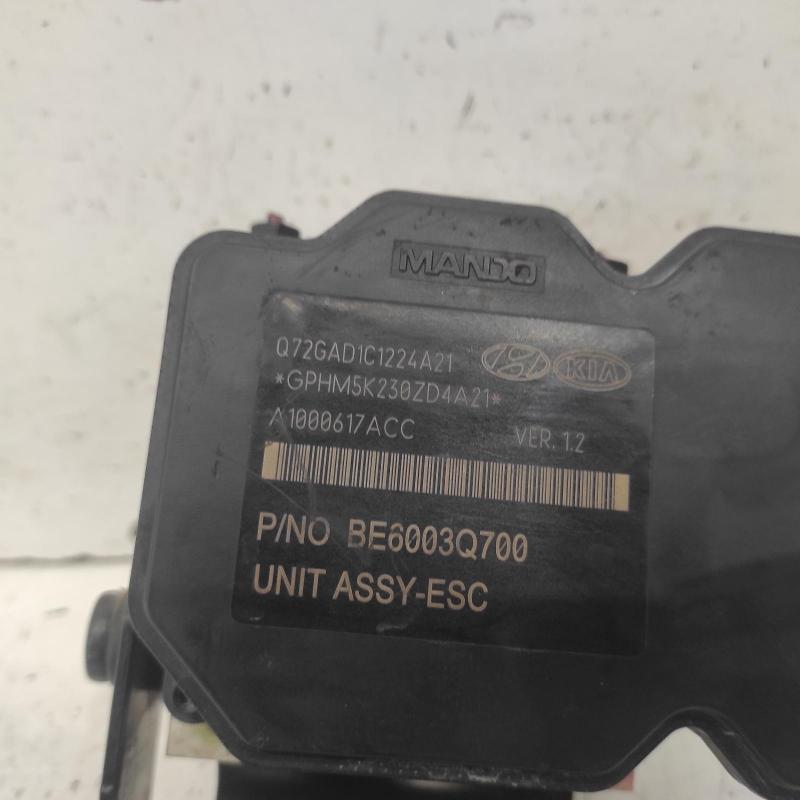 MANDO
Q72GAD1C1224A21 KIA
*GPHM5K230ZD4A21*
A1000617ACC VER. 1.2
P/NO BE6003Q700
UNIT ASSY-ESC